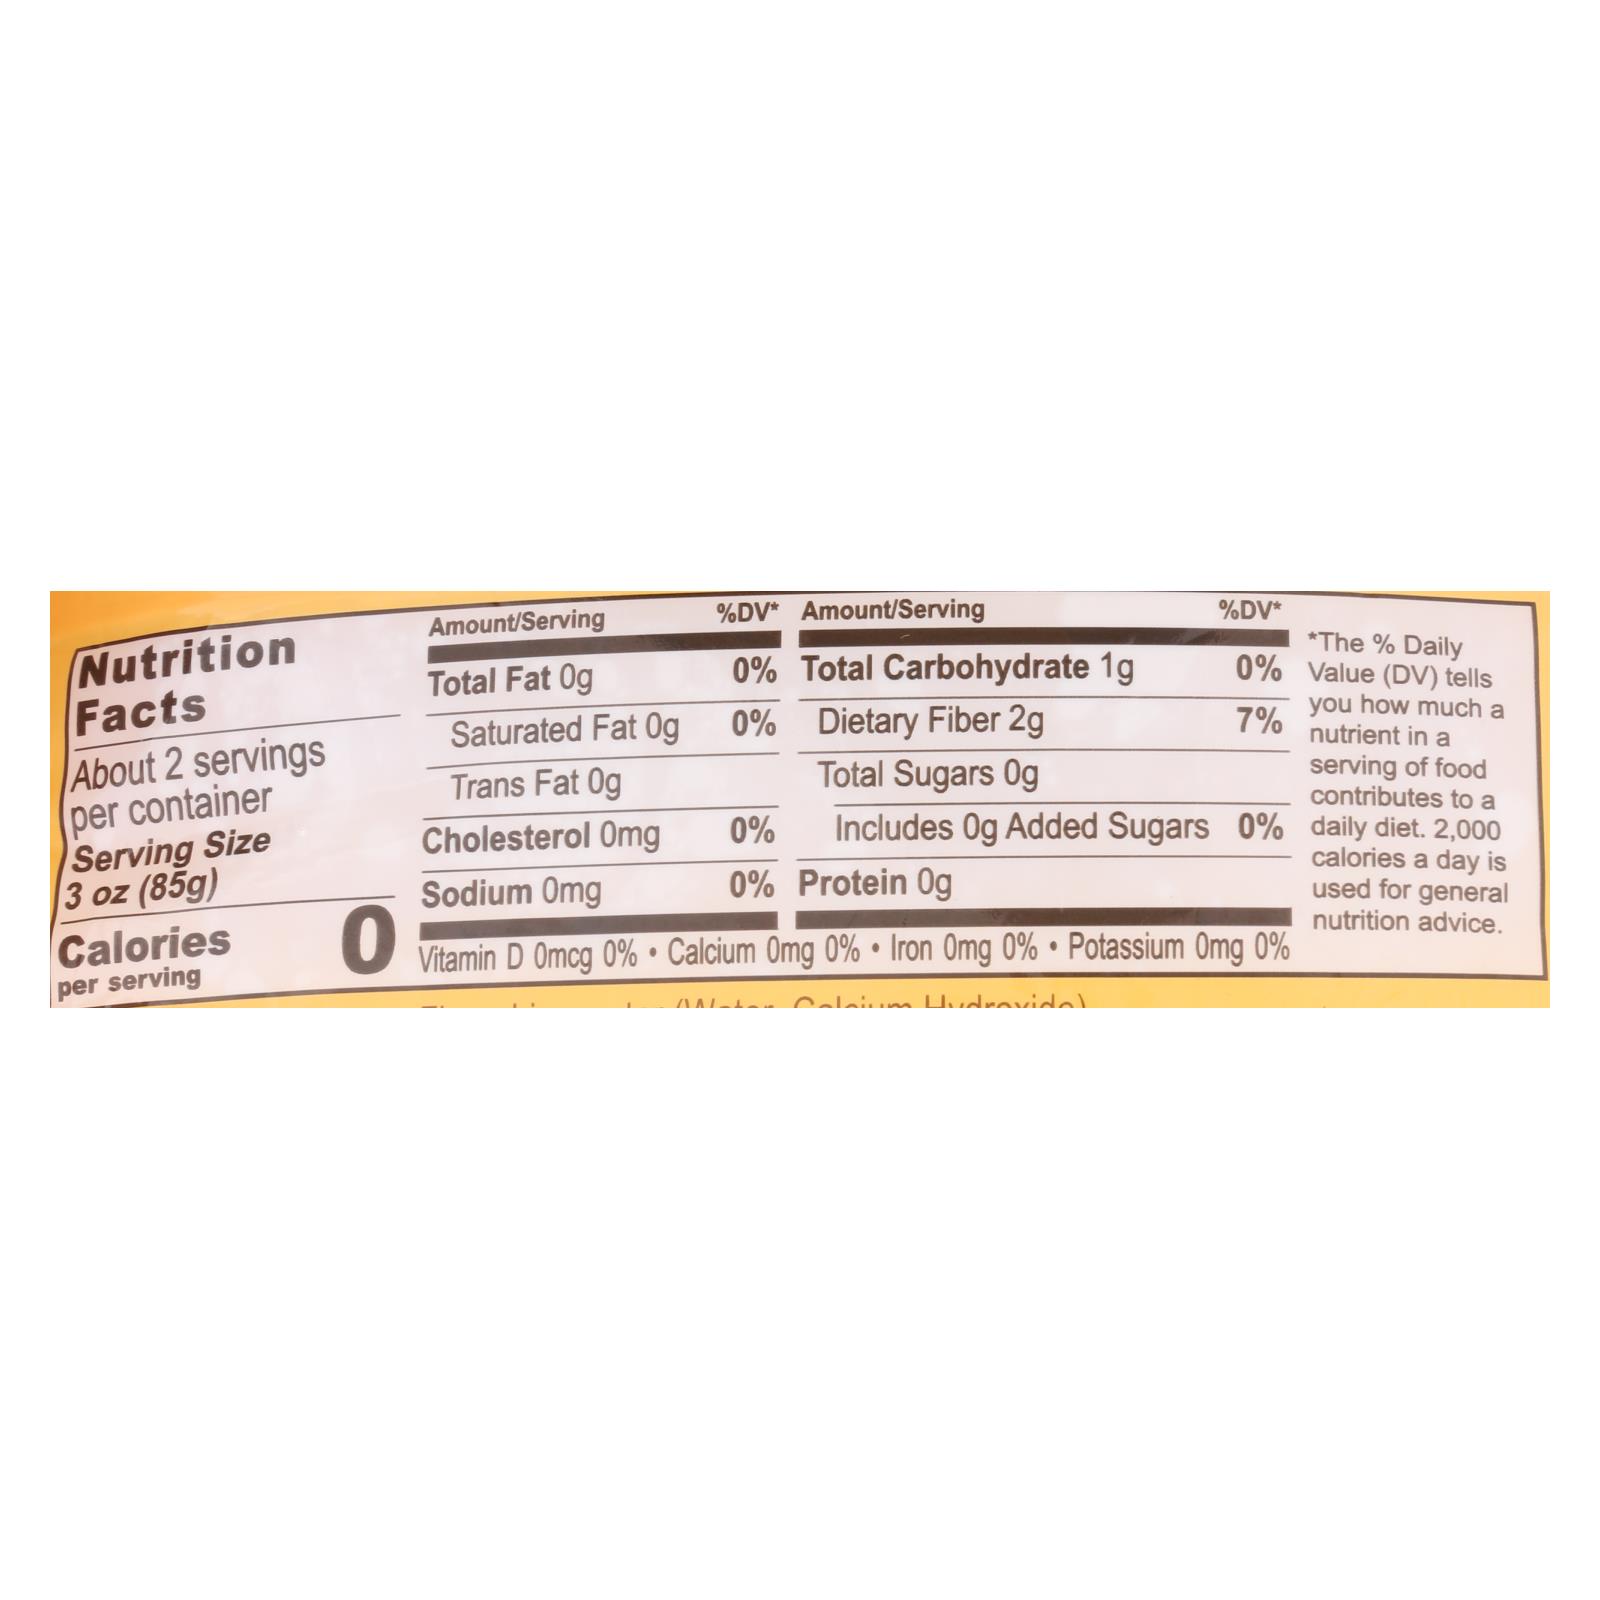 Nutrition
Facts
About 2 servings
per container
Serving Size
3 oz (85g)
Calories 0
per serving
Amount/Serving %DV*
Total Fat 0g 0%
Saturated Fat 0g 0%
Trans Fat 0g
Cholesterol 0mg 0%
Sodium 0mg 0%
Amount/Serving %DV*
Total Carbohydrate 1g 0%
Dietary Fiber 2g 7%
Total Sugars 0g
Includes 0g Added Sugars 0%
Protein 0g
Vitamin D 0mcg 0% • Calcium 0mg 0% • Iron 0mg 0% • Potassium 0mg 0%
*The % Daily
Value (DV) tells
you how much a
nutrient in a
serving of food
contributes to a
daily diet. 2,000
calories a day is
used for general
nutrition advice.
(Water, Calcium Hydroxide)